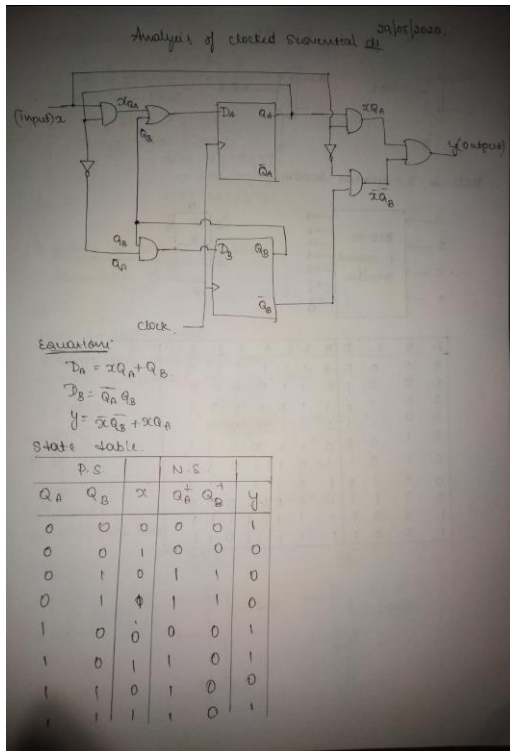 29/05/2020.
Analysis of clocked Sequential ckt
(input) x
xQA
QB
DA QA
Q̅A
xQA
y(output)
x̅Q̅B
QB
QA
DB QB
Q̅B
clock
Equation:
DA = xQA + QB
DB = Q̅A QB
y = x̅Q̅B + xQA
State table.
P.S. N.S.
QA QB x QA+ QB+ y
0 0 0 0 0 1
0 0 1 0 0 0
0 1 0 1 1 0
0 1 1 1 0
1 0 0 0 0 1
1 0 1 1 0 1
1 1 0 1 0 0
1 1 1 1 0 1